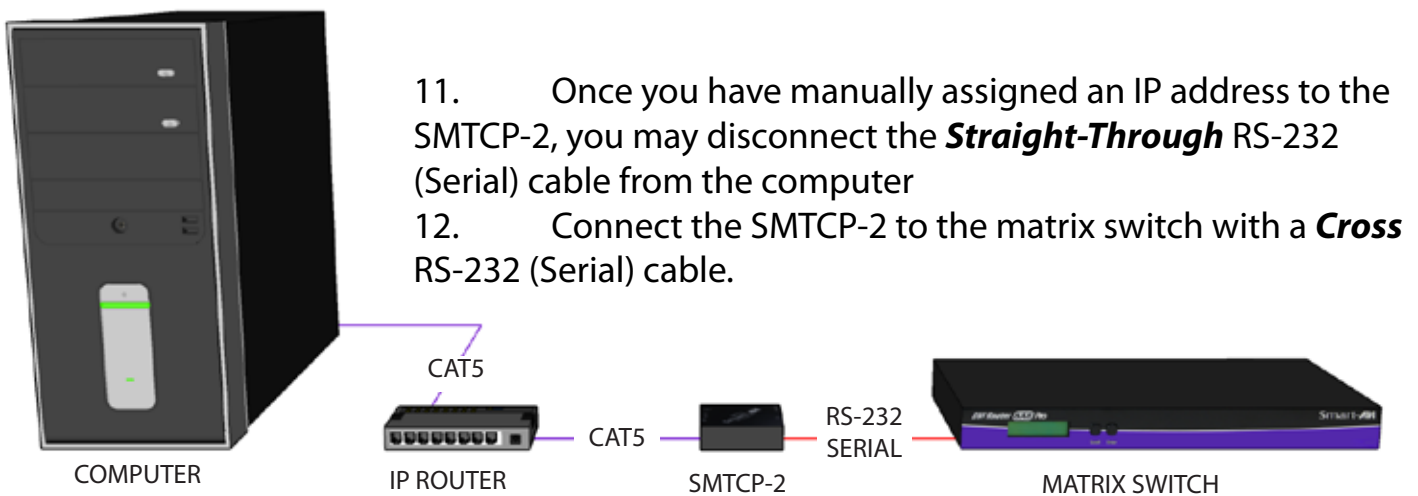 11. Once you have manually assigned an IP address to the
SMTCP-2, you may disconnect the Straight-Through RS-232
(Serial) cable from the computer
12. Connect the SMTCP-2 to the matrix switch with a Cross
RS-232 (Serial) cable.
CAT5
CAT5
RS-232
SERIAL
Smart-AVI
COMPUTER
IP ROUTER
SMTCP-2
MATRIX SWITCH